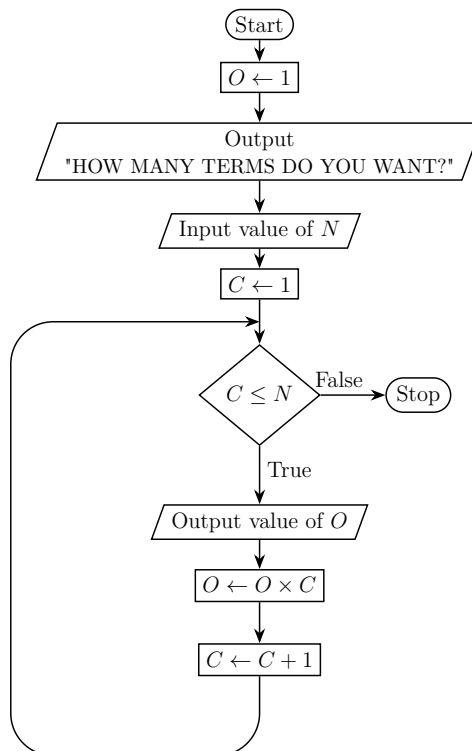 Start
O ← 1
Output
"HOW MANY TERMS DO YOU WANT?"
Input value of N
C ← 1
C ≤ N
False
Stop
True
Output value of O
O ← O × C
C ← C + 1